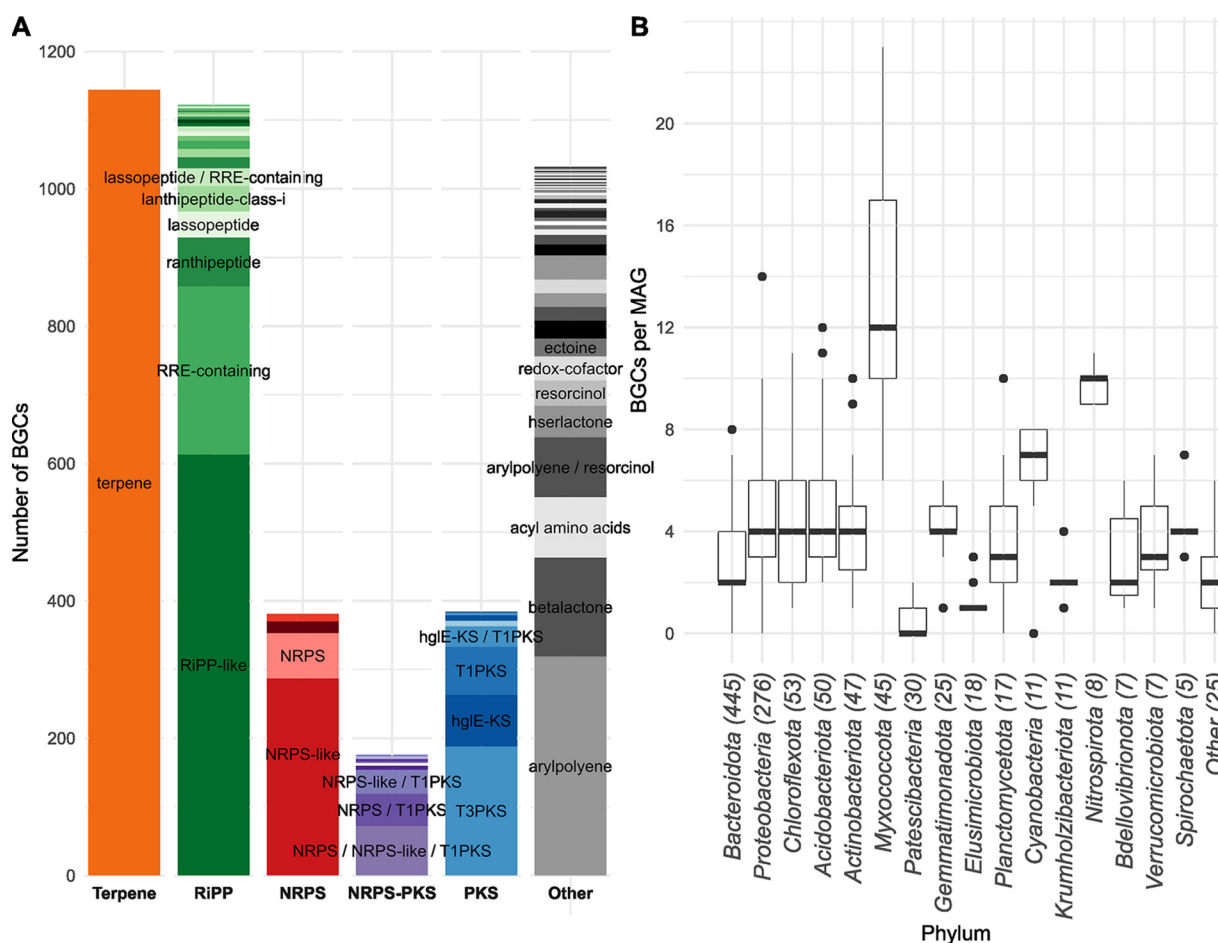 A
1200
1000
800
600
400
200
0
Number of BGCs
terpene
lassopeptide / RRE-containing
lanthipeptide-class-i
lassopeptide
ranthipeptide
RRE-containing
RiPP-like
NRPS
NRPS-like
NRPS-like / T1PKS
NRPS / T1PKS
NRPS / NRPS-like / T1PKS
hglE-KS / T1PKS
T1PKS
hglE-KS
T3PKS
ectoine
redox-cofactor
resorcinol
hserlactone
arylpolyene / resorcinol
acyl amino acids
betalactone
arylpolyene
Terpene
RiPP
NRPS
NRPS-PKS
PKS
Other
B
20
16
12
8
4
0
BGCs per MAG
Bacteroidota (445)
Proteobacteria (276)
Chloroflexota (53)
Acidobacteriota (50)
Actinobacteriota (47)
Myxococcota (45)
Patescibacteria (30)
Gemmatimonadota (25)
Elusimicrobiota (18)
Planctomycetota (17)
Cyanobacteria (11)
Krumholzibacteriota (11)
Nitrospirota (8)
Bdellovibrionota (7)
Verrucomicrobiota (7)
Spirochaetota (5)
Other (25)
Phylum